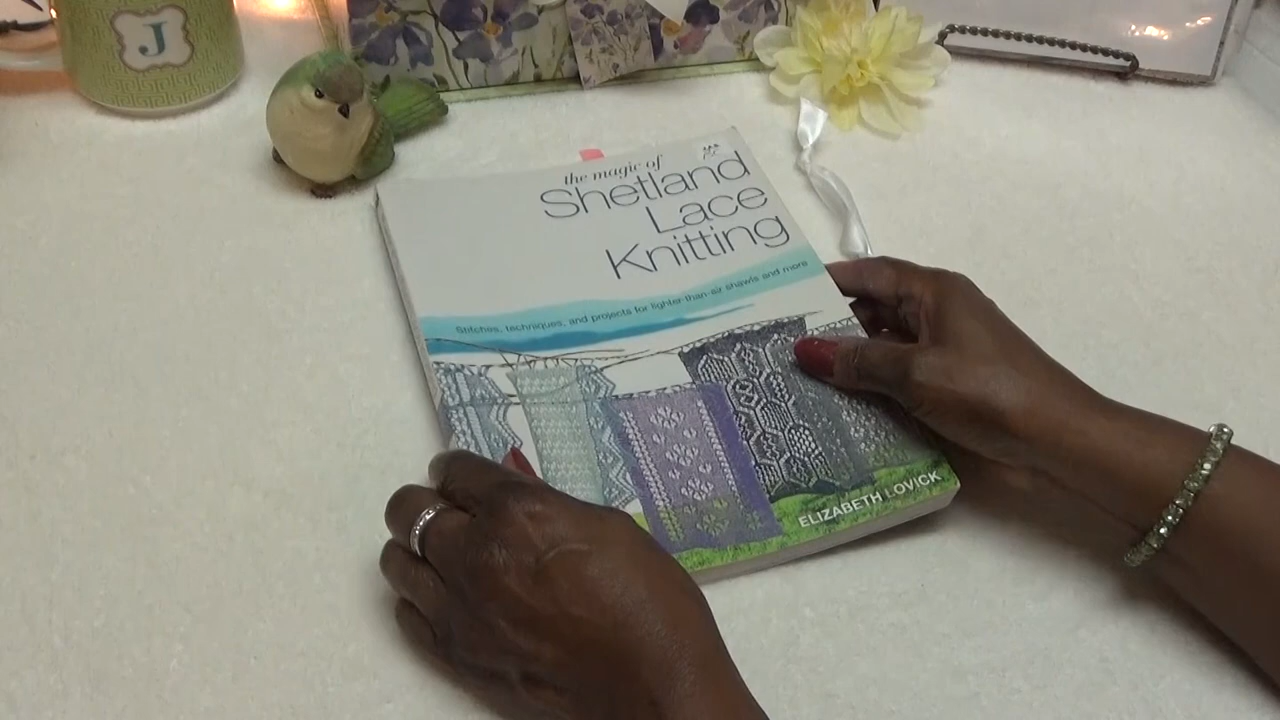 J
the magic of
Shetland
Lace
Knitting
Stitches, techniques, and projects for lighter-than-air shawls and more
ELIZABETH LOVICK